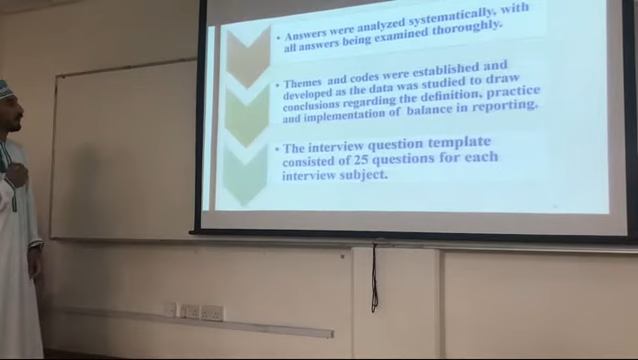 • Answers were analyzed systematically, with
all answers being examined thoroughly.
• Themes and codes were established and
developed as the data was studied to draw
conclusions regarding the definition, practice
and implementation of balance in reporting.
• The interview question template
consisted of 25 questions for each
interview subject.